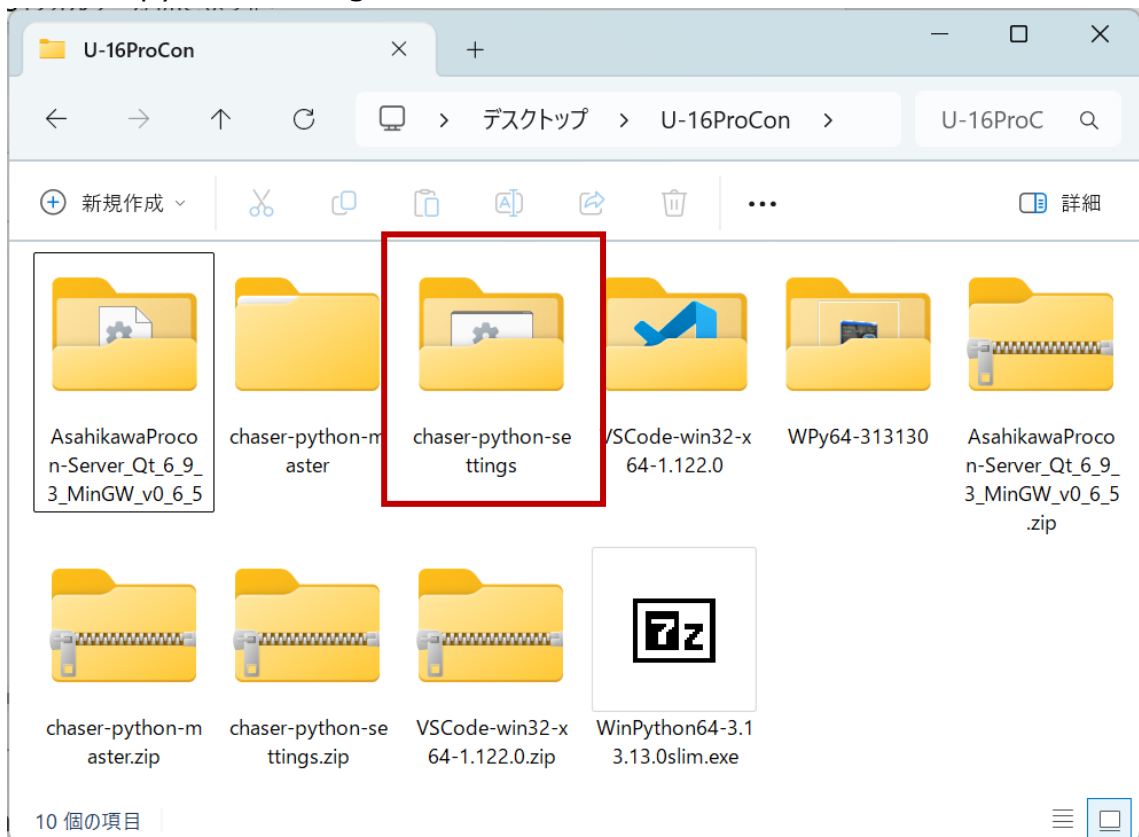 U-16ProCon
デスクトップ > U-16ProCon >
U-16ProC
新規作成
詳細
AsahikawaProco
n-Server_Qt_6_9_
3_MinGW_v0_6_5
chaser-python-m
aster
chaser-python-se
ttings
VSCode-win32-x
64-1.122.0
WPy64-313130
AsahikawaProco
n-Server_Qt_6_9_
3_MinGW_v0_6_5
.zip
7z
chaser-python-m
aster.zip
chaser-python-se
ttings.zip
VSCode-win32-x
64-1.122.0.zip
WinPython64-3.1
3.13.0slim.exe
10 個の項目